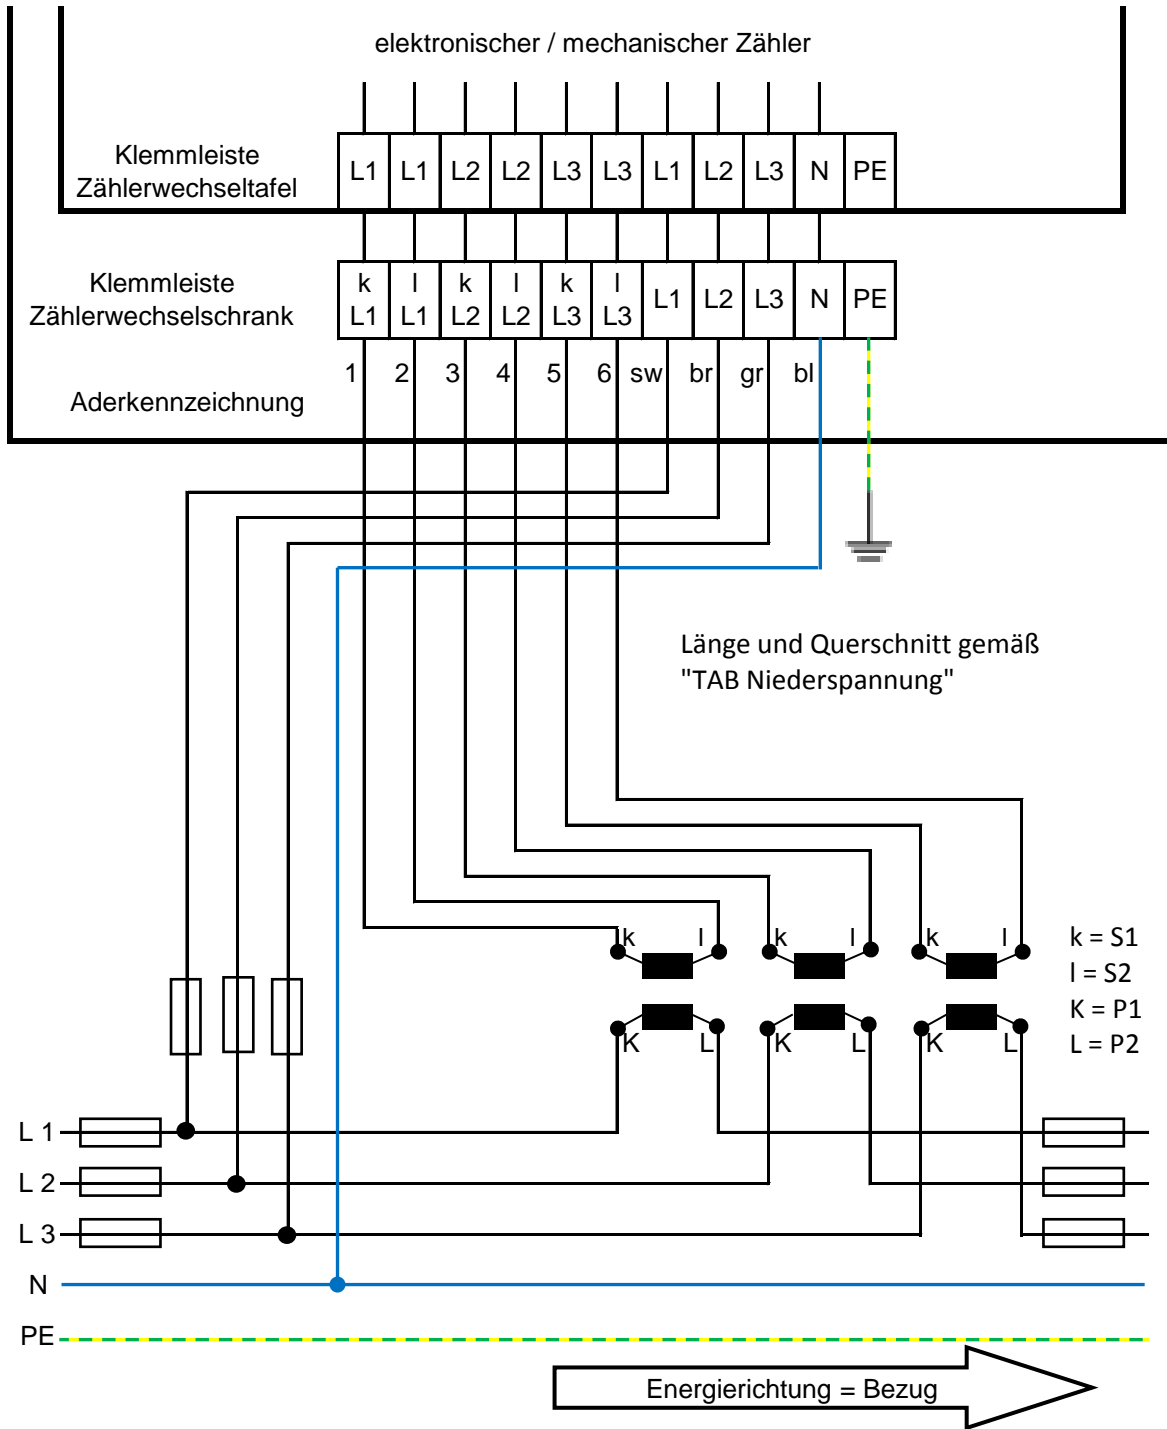 elektronischer / mechanischer Zähler
Klemmleiste
Zählerwechseltafel
L1 L1 L2 L2 L3 L3 L1 L2 L3 N PE
Klemmleiste
Zählerwechselschrank
k l k l k l
L1 L1 L2 L2 L3 L3 L1 L2 L3 N PE
1 2 3 4 5 6 sw br gr bl
Aderkennzeichnung
Länge und Querschnitt gemäß
"TAB Niederspannung"
k l k l k l
k = S1
l = S2
K = P1
L = P2
K L K L K L
L 1
L 2
L 3
N
PE
Energierichtung = Bezug